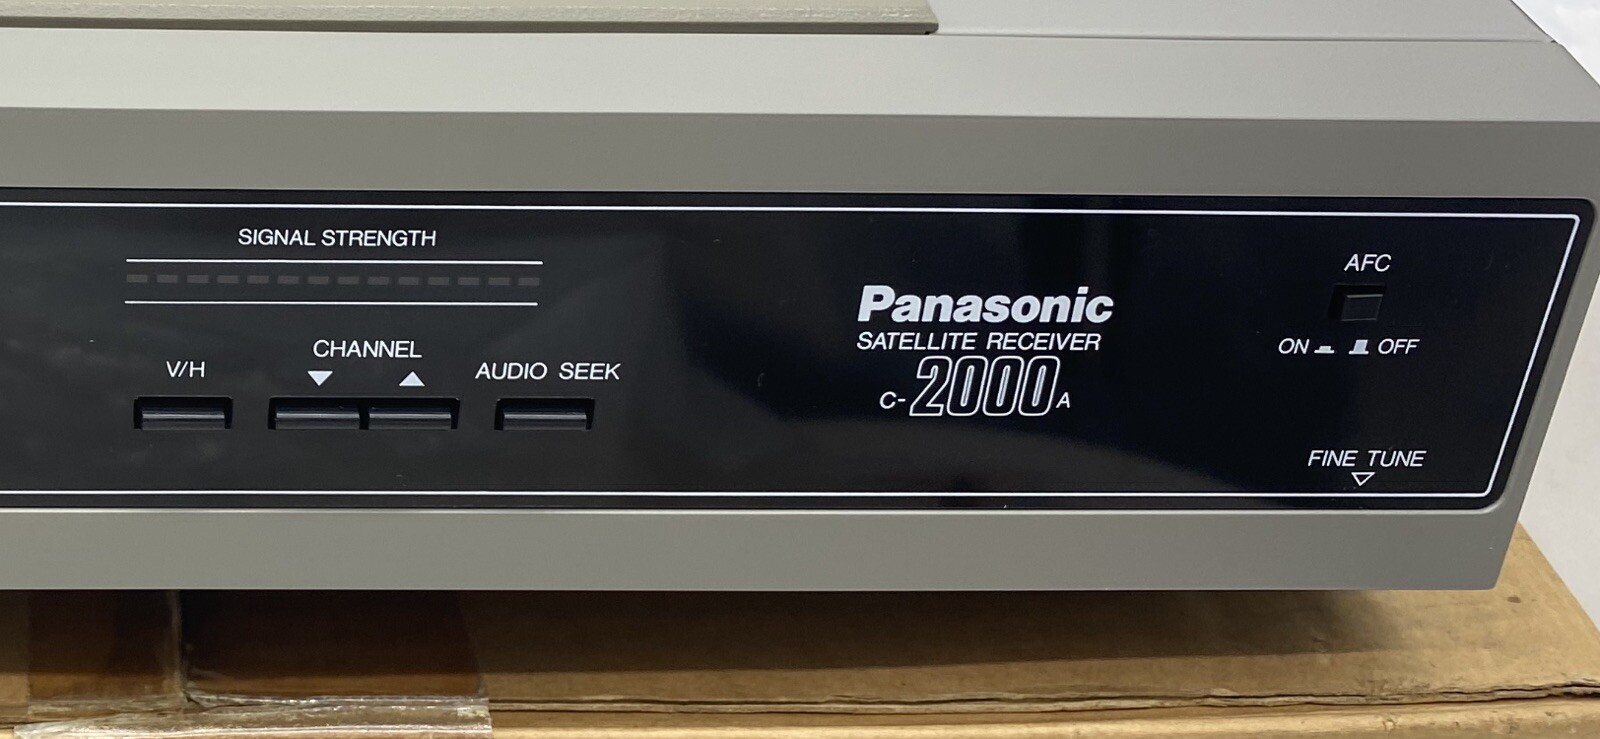 SIGNAL STRENGTH
V/H
CHANNEL
AUDIO SEEK
Panasonic
SATELLITE RECEIVER
C-2000A
AFC
ON OFF
FINE TUNE